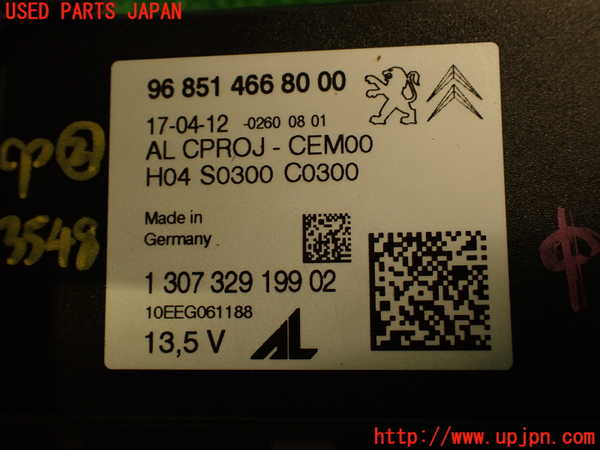 USED PARTS JAPAN
96 851 466 80 00
17-04-12 -0260 08 01
AL CPROJ - CEM00
H04 S0300 C0300
Made in
Germany
1 307 329 199 02
10EEG061188
13,5 V AL
3548
http://www.upjpn.com/